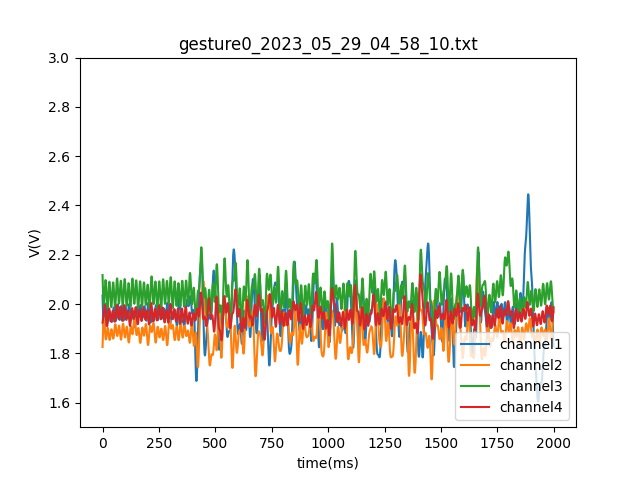 gesture0_2023_05_29_04_58_10.txt
3.0
2.8
2.6
2.4
2.2
2.0
1.8
1.6
V(V)
channel1
channel2
channel3
channel4
0 250 500 750 1000 1250 1500 1750 2000
time(ms)